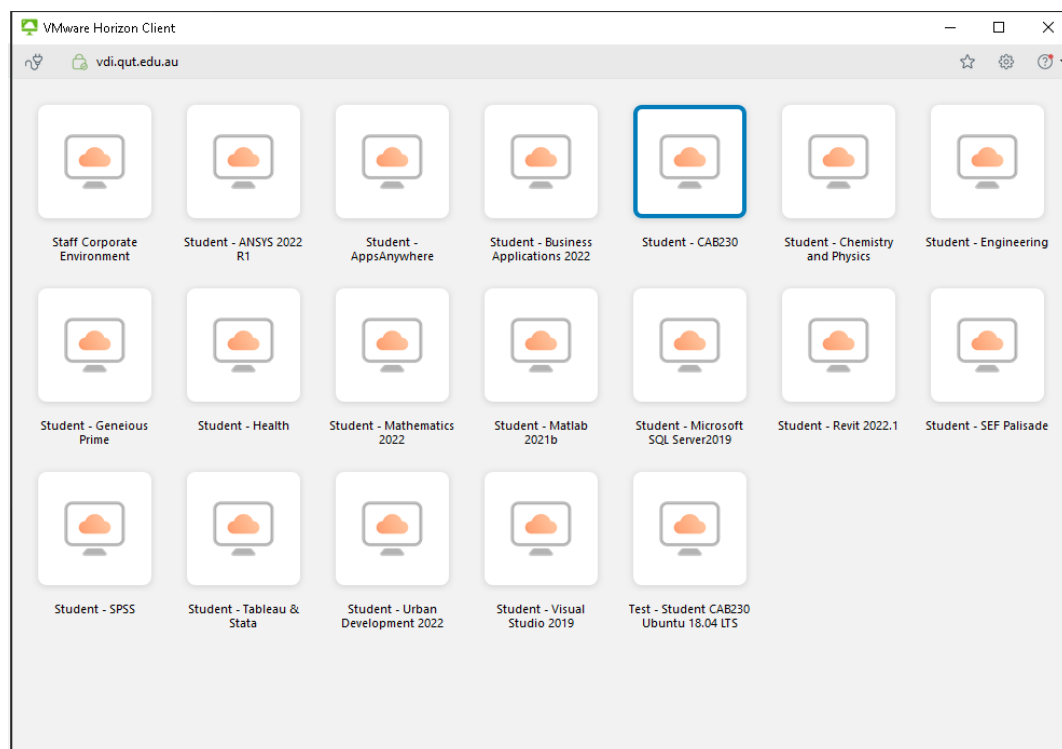 VMware Horizon Client
vdi.qut.edu.au
Staff Corporate
Environment
Student - ANSYS 2022
R1
Student -
AppsAnywhere
Student - Business
Applications 2022
Student - CAB230
Student - Chemistry
and Physics
Student - Engineering
Student - Geneious
Prime
Student - Health
Student - Mathematics
2022
Student - Matlab
2021b
Student - Microsoft
SQL Server2019
Student - Revit 2022.1
Student - SEF Palisade
Student - SPSS
Student - Tableau &
Stata
Student - Urban
Development 2022
Student - Visual
Studio 2019
Test - Student CAB230
Ubuntu 18.04 LTS